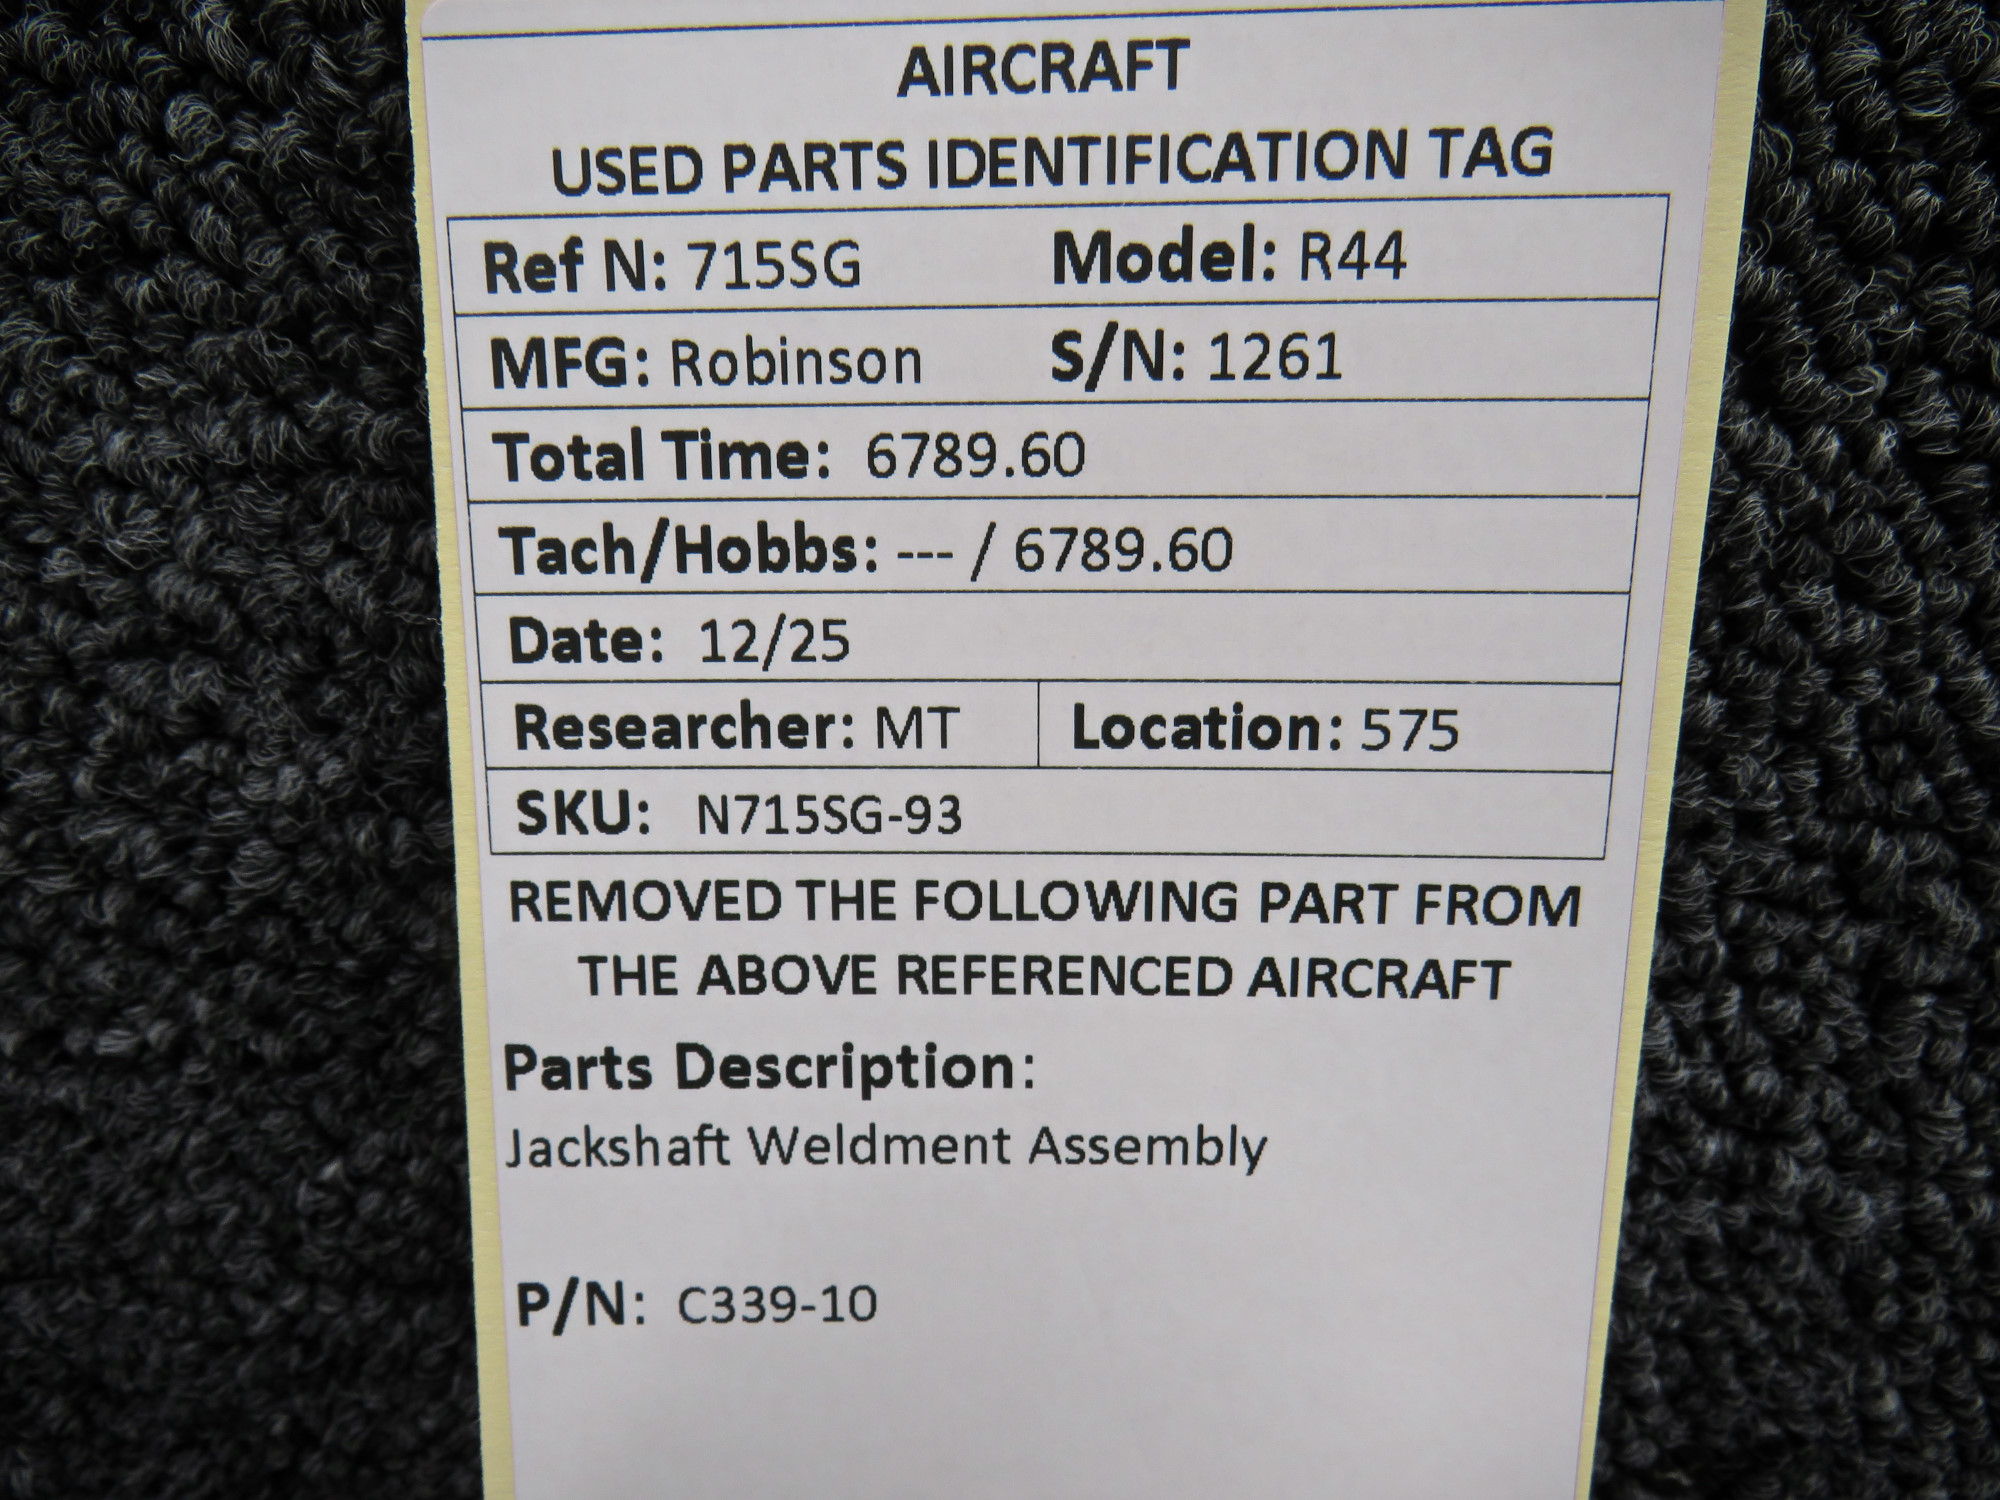 AIRCRAFT
USED PARTS IDENTIFICATION TAG
Ref N: 715SG Model: R44
MFG: Robinson S/N: 1261
Total Time: 6789.60
Tach/Hobbs: --- / 6789.60
Date: 12/25
Researcher: MT Location: 575
SKU: N715SG-93
REMOVED THE FOLLOWING PART FROM
THE ABOVE REFERENCED AIRCRAFT
Parts Description:
Jackshaft Weldment Assembly
P/N: C339-10